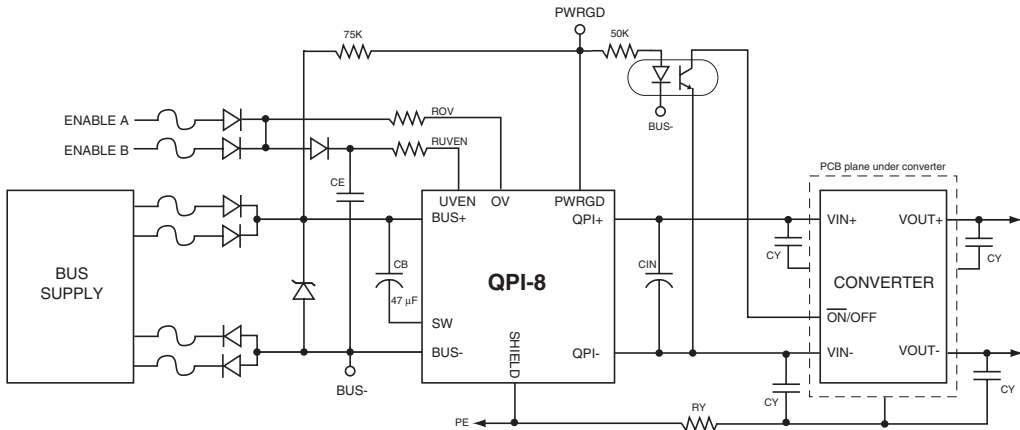 PWRGD
75K
50K
BUS-
ENABLE A
ENABLE B
ROV
RUVEN
CE
PCB plane under converter
UVEN
OV
PWRGD
BUS+
QPI+
VIN+
VOUT+
BUS
SUPPLY
CB
47 µF
QPI-8
CIN
CY
CY
CONVERTER
SW
ON/OFF
BUS-
SHIELD
QPI-
VIN-
VOUT-
BUS-
CY
CY
PE
RY